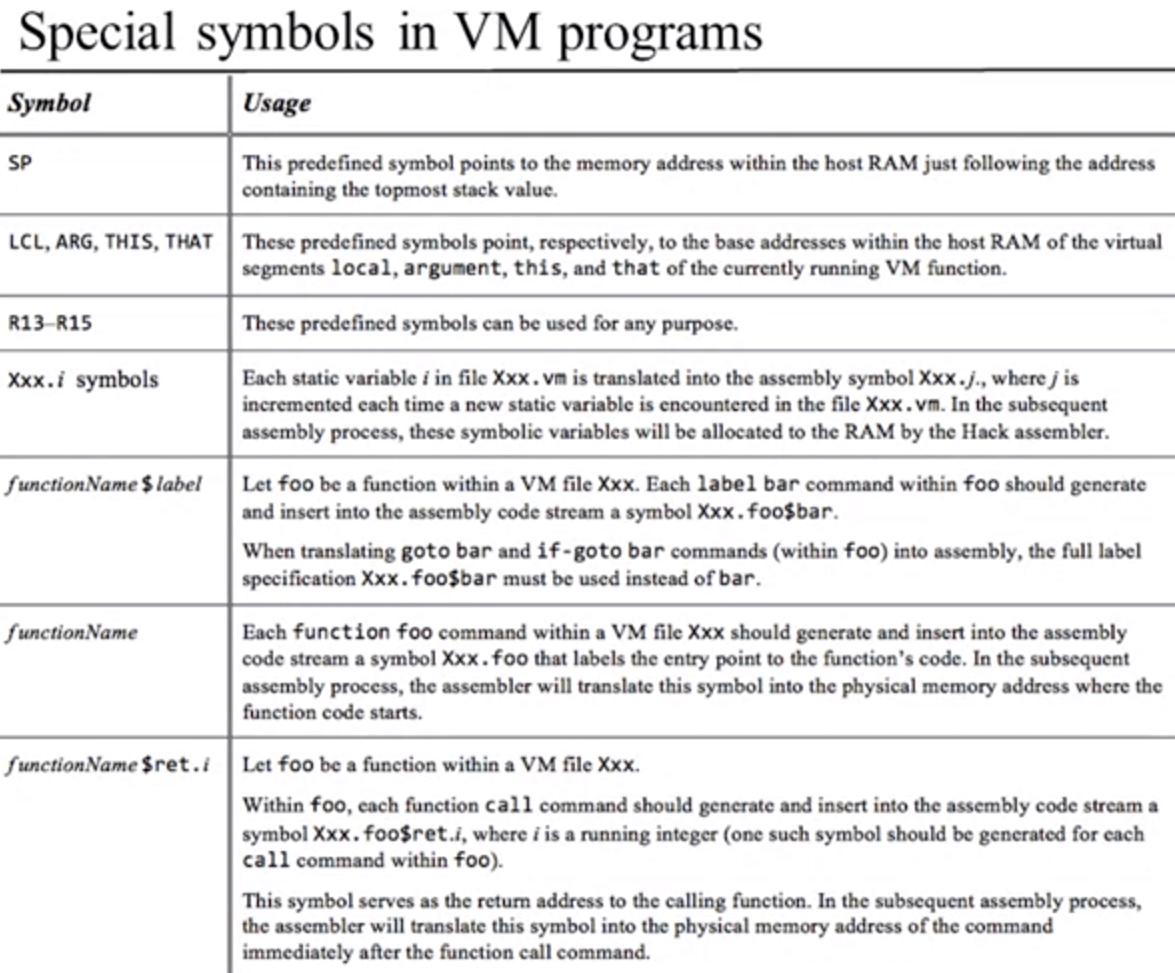 Special symbols in VM programs
Symbol Usage
SP This predefined symbol points to the memory address within the host RAM just following the address
containing the topmost stack value.
LCL, ARG, THIS, THAT These predefined symbols point, respectively, to the base addresses within the host RAM of the virtual
segments local, argument, this, and that of the currently running VM function.
R13–R15 These predefined symbols can be used for any purpose.
Xxx.i symbols Each static variable i in file Xxx.vm is translated into the assembly symbol Xxx.j., where j is
incremented each time a new static variable is encountered in the file Xxx.vm. In the subsequent
assembly process, these symbolic variables will be allocated to the RAM by the Hack assembler.
functionName$label Let foo be a function within a VM file Xxx. Each label bar command within foo should generate
and insert into the assembly code stream a symbol Xxx.foo$bar.
When translating goto bar and if-goto bar commands (within foo) into assembly, the full label
specification Xxx.foo$bar must be used instead of bar.
functionName Each function foo command within a VM file Xxx should generate and insert into the assembly
code stream a symbol Xxx.foo that labels the entry point to the function's code. In the subsequent
assembly process, the assembler will translate this symbol into the physical memory address where the
function code starts.
functionName$ret.i Let foo be a function within a VM file Xxx.
Within foo, each function call command should generate and insert into the assembly code stream a
symbol Xxx.foo$ret.i, where i is a running integer (one such symbol should be generated for each
call command within foo).
This symbol serves as the return address to the calling function. In the subsequent assembly process,
the assembler will translate this symbol into the physical memory address of the command
immediately after the function call command.